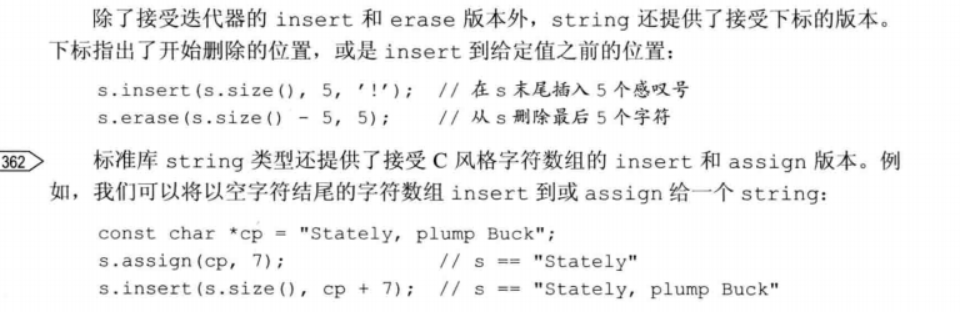 除了接受迭代器的 insert 和 erase 版本外，string 还提供了接受下标的版本。
下标指出了开始删除的位置，或是 insert 到给定值之前的位置：
s.insert(s.size(), 5, '!'); // 在 s 末尾插入 5 个感叹号
s.erase(s.size() - 5, 5); // 从 s 删除最后 5 个字符
362 标准库 string 类型还提供了接受 C 风格字符数组的 insert 和 assign 版本。例
如，我们可以将以空字符结尾的字符数组 insert 到或 assign 给一个 string：
const char *cp = "Stately, plump Buck";
s.assign(cp, 7); // s == "Stately"
s.insert(s.size(), cp + 7); // s == "Stately, plump Buck"